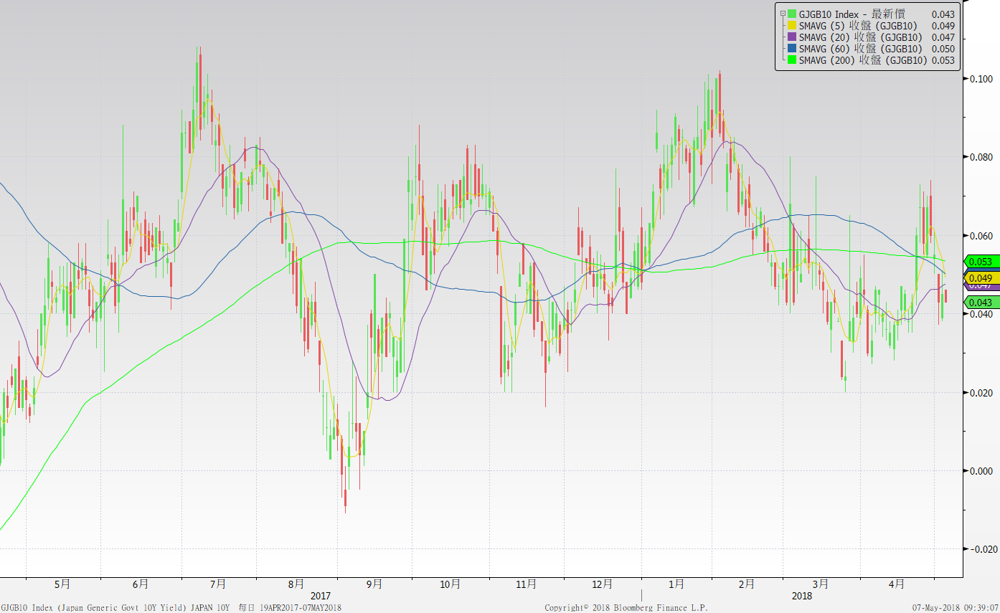 GJGB10 Index - 最新價 0.043
SMAVG (5) 收盤 (GJGB10) 0.049
SMAVG (20) 收盤 (GJGB10) 0.047
SMAVG (60) 收盤 (GJGB10) 0.050
SMAVG (200) 收盤 (GJGB10) 0.053
0.100
0.080
0.060
0.053
0.049
0.047
0.043
0.040
0.020
0.000
-0.020
5月 6月 7月 8月 9月 10月 11月 12月 1月 2月 3月 4月
2017 2018
GJGB10 Index (Japan Generic Govt 10Y Yield) JAPAN 10Y 每日 19APR2017-07MAY2018 Copyright© 2018 Bloomberg Finance L.P. 07-May-2018 09:39:07